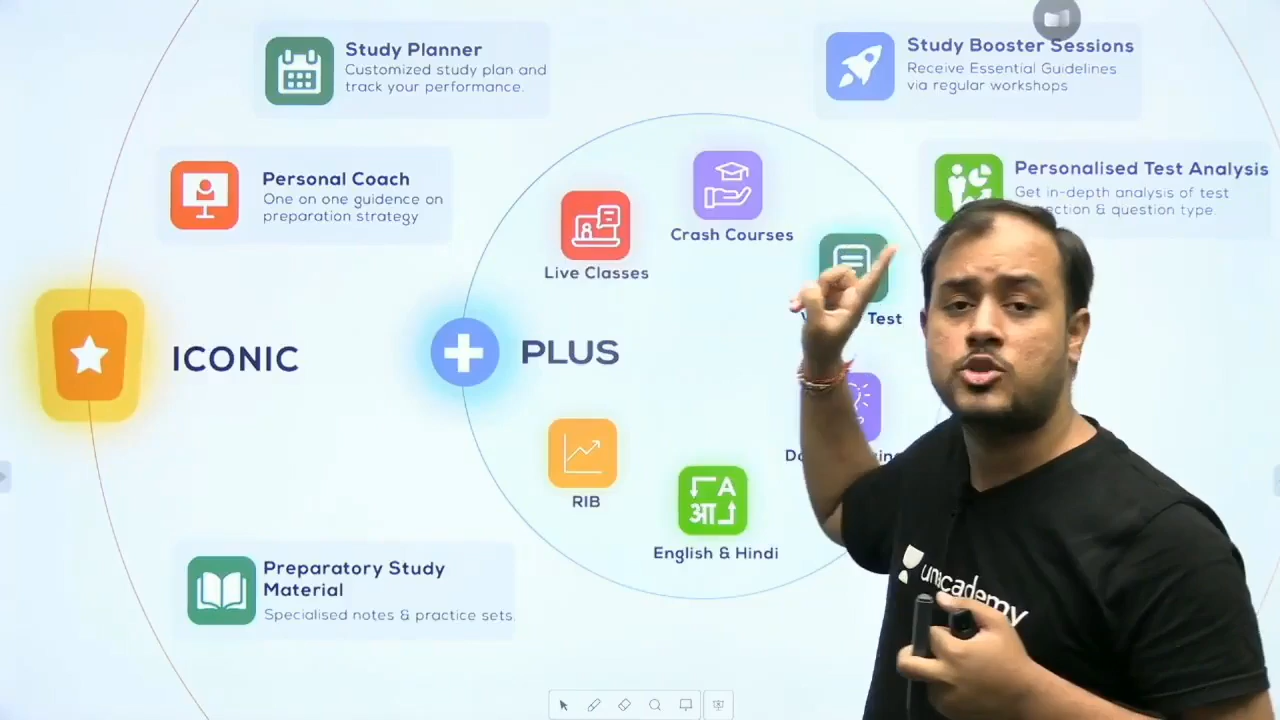 Study Planner
Customized study plan and
track your performance.
Study Booster Sessions
Receive Essential Guidelines
via regular workshops
Personal Coach
One on one guidance on
preparation strategy
Personalised Test Analysis
Get in-depth analysis of test
& question type.
Crash Courses
Live Classes
Test
ICONIC
PLUS
RIB
A
आ
English & Hindi
Preparatory Study
Material
Specialised notes & practice sets.
unacademy